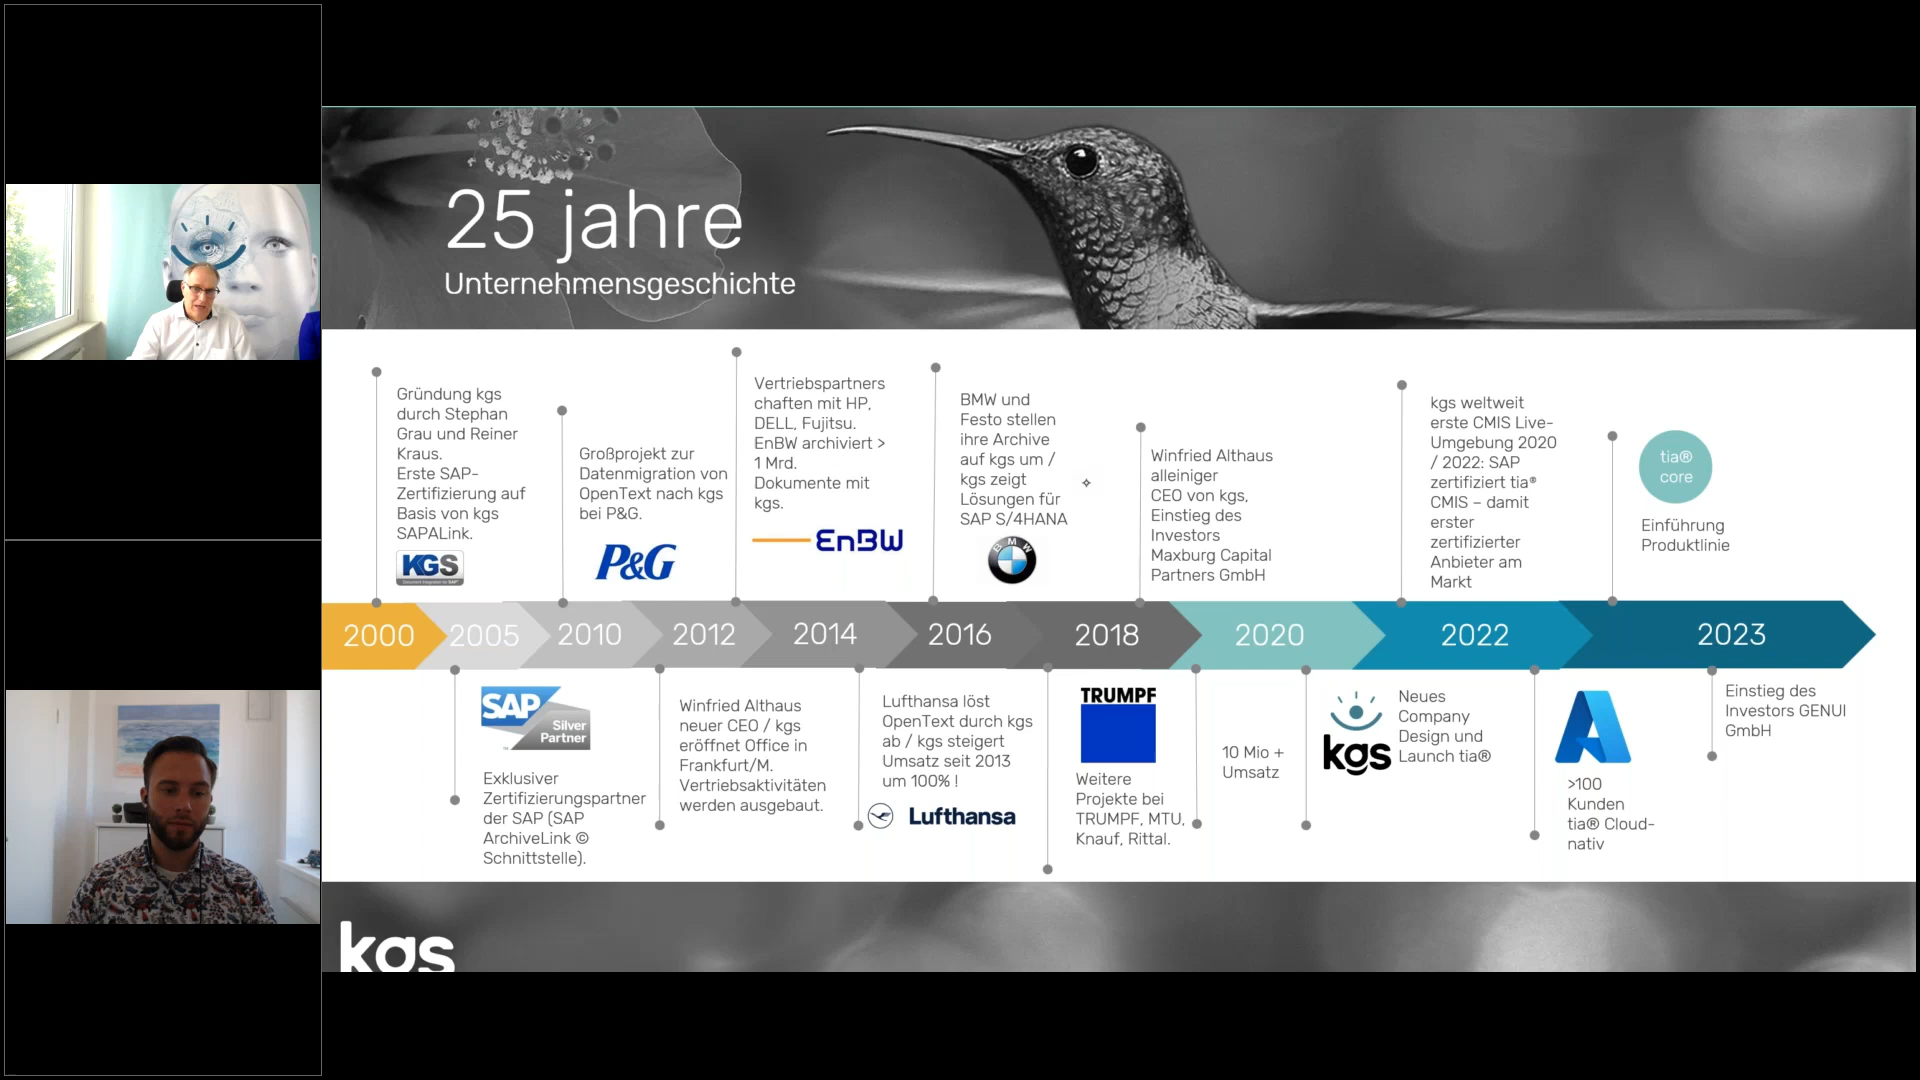 25 jahre
Unternehmensgeschichte
Gründung kgs
durch Stephan
Grau und Reiner
Kraus.
Erste SAP-
Zertifizierung auf
Basis von kgs
SAPALink.
KGS
Großprojekt zur
Datenmigration von
OpenText nach kgs
bei P&G.
P&G
Vertriebspartners
chaften mit HP,
DELL, Fujitsu.
EnBW archiviert >
1 Mrd.
Dokumente mit
kgs.
EnBW
BMW und
Festo stellen
ihre Archive
auf kgs um /
kgs zeigt
Lösungen für
SAP S/4HANA
BMW
Winfried Althaus
alleiniger
CEO von kgs,
Einstieg des
Investors
Maxburg Capital
Partners GmbH
kgs weltweit
erste CMIS Live-
Umgebung 2020
/ 2022: SAP
zertifiziert tia®
CMIS – damit
erster
zertifizierter
Anbieter am
Markt
tia®
core
Einführung
Produktlinie
2000 2005 2010 2012 2014 2016 2018 2020 2022 2023
SAP
Silver
Partner
Exklusiver
Zertifizierungspartner
der SAP (SAP
ArchiveLink ©
Schnittstelle).
Winfried Althaus
neuer CEO / kgs
eröffnet Office in
Frankfurt/M.
Vertriebsaktivitäten
werden ausgebaut.
Lufthansa löst
OpenText durch kgs
ab / kgs steigert
Umsatz seit 2013
um 100% !
Lufthansa
TRUMPF
Weitere
Projekte bei
TRUMPF, MTU,
Knauf, Rittal.
10 Mio +
Umsatz
kgs
Neues
Company
Design und
Launch tia®
>100
Kunden
tia® Cloud-
nativ
Einstieg des
Investors GENUI
GmbH
kgs